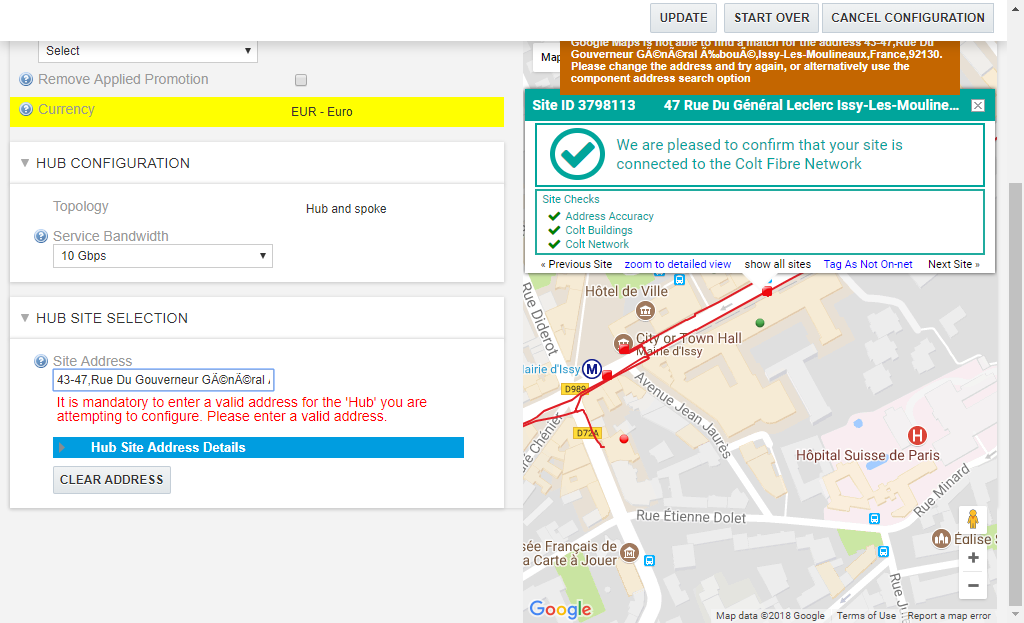 UPDATE
START OVER
CANCEL CONFIGURATION
Select
Remove Applied Promotion
Currency
EUR - Euro
HUB CONFIGURATION
Topology
Hub and spoke
Service Bandwidth
10 Gbps
HUB SITE SELECTION
Site Address
43-47,Rue Du Gouverneur GÃ©nÃ©ral
It is mandatory to enter a valid address for the 'Hub' you are
attempting to configure. Please enter a valid address.
Hub Site Address Details
CLEAR ADDRESS
Map
Google Maps is not able to find a match for the address 43-47,Rue Du
Gouverneur GÃ©nÃ©ral Ã‰bouÃ©,Issy-Les-Moulineaux,France,92130.
Please change the address and try again, or alternatively use the
component address search option
Site ID 3798113
47 Rue Du Général Leclerc Issy-Les-Mouline...
We are pleased to confirm that your site is
connected to the Colt Fibre Network
Site Checks
Address Accuracy
Colt Buildings
Colt Network
« Previous Site
zoom to detailed view
show all sites
Tag As Not On-net
Next Site »
Hôtel de Ville
Rue Diderot
City or Town Hall
Mairie d'Issy
M
airie d'Issy
D989
Avenue Jean Jaurès
D72A
re Chénier
H
Hôpital Suisse de Paris
Rue Minard
Rue Étienne Dolet
Église S
sée Français de
a Carte à Jouer
Rue Ju
+
−
Google
Map data ©2018 Google
Terms of Use
Report a map error